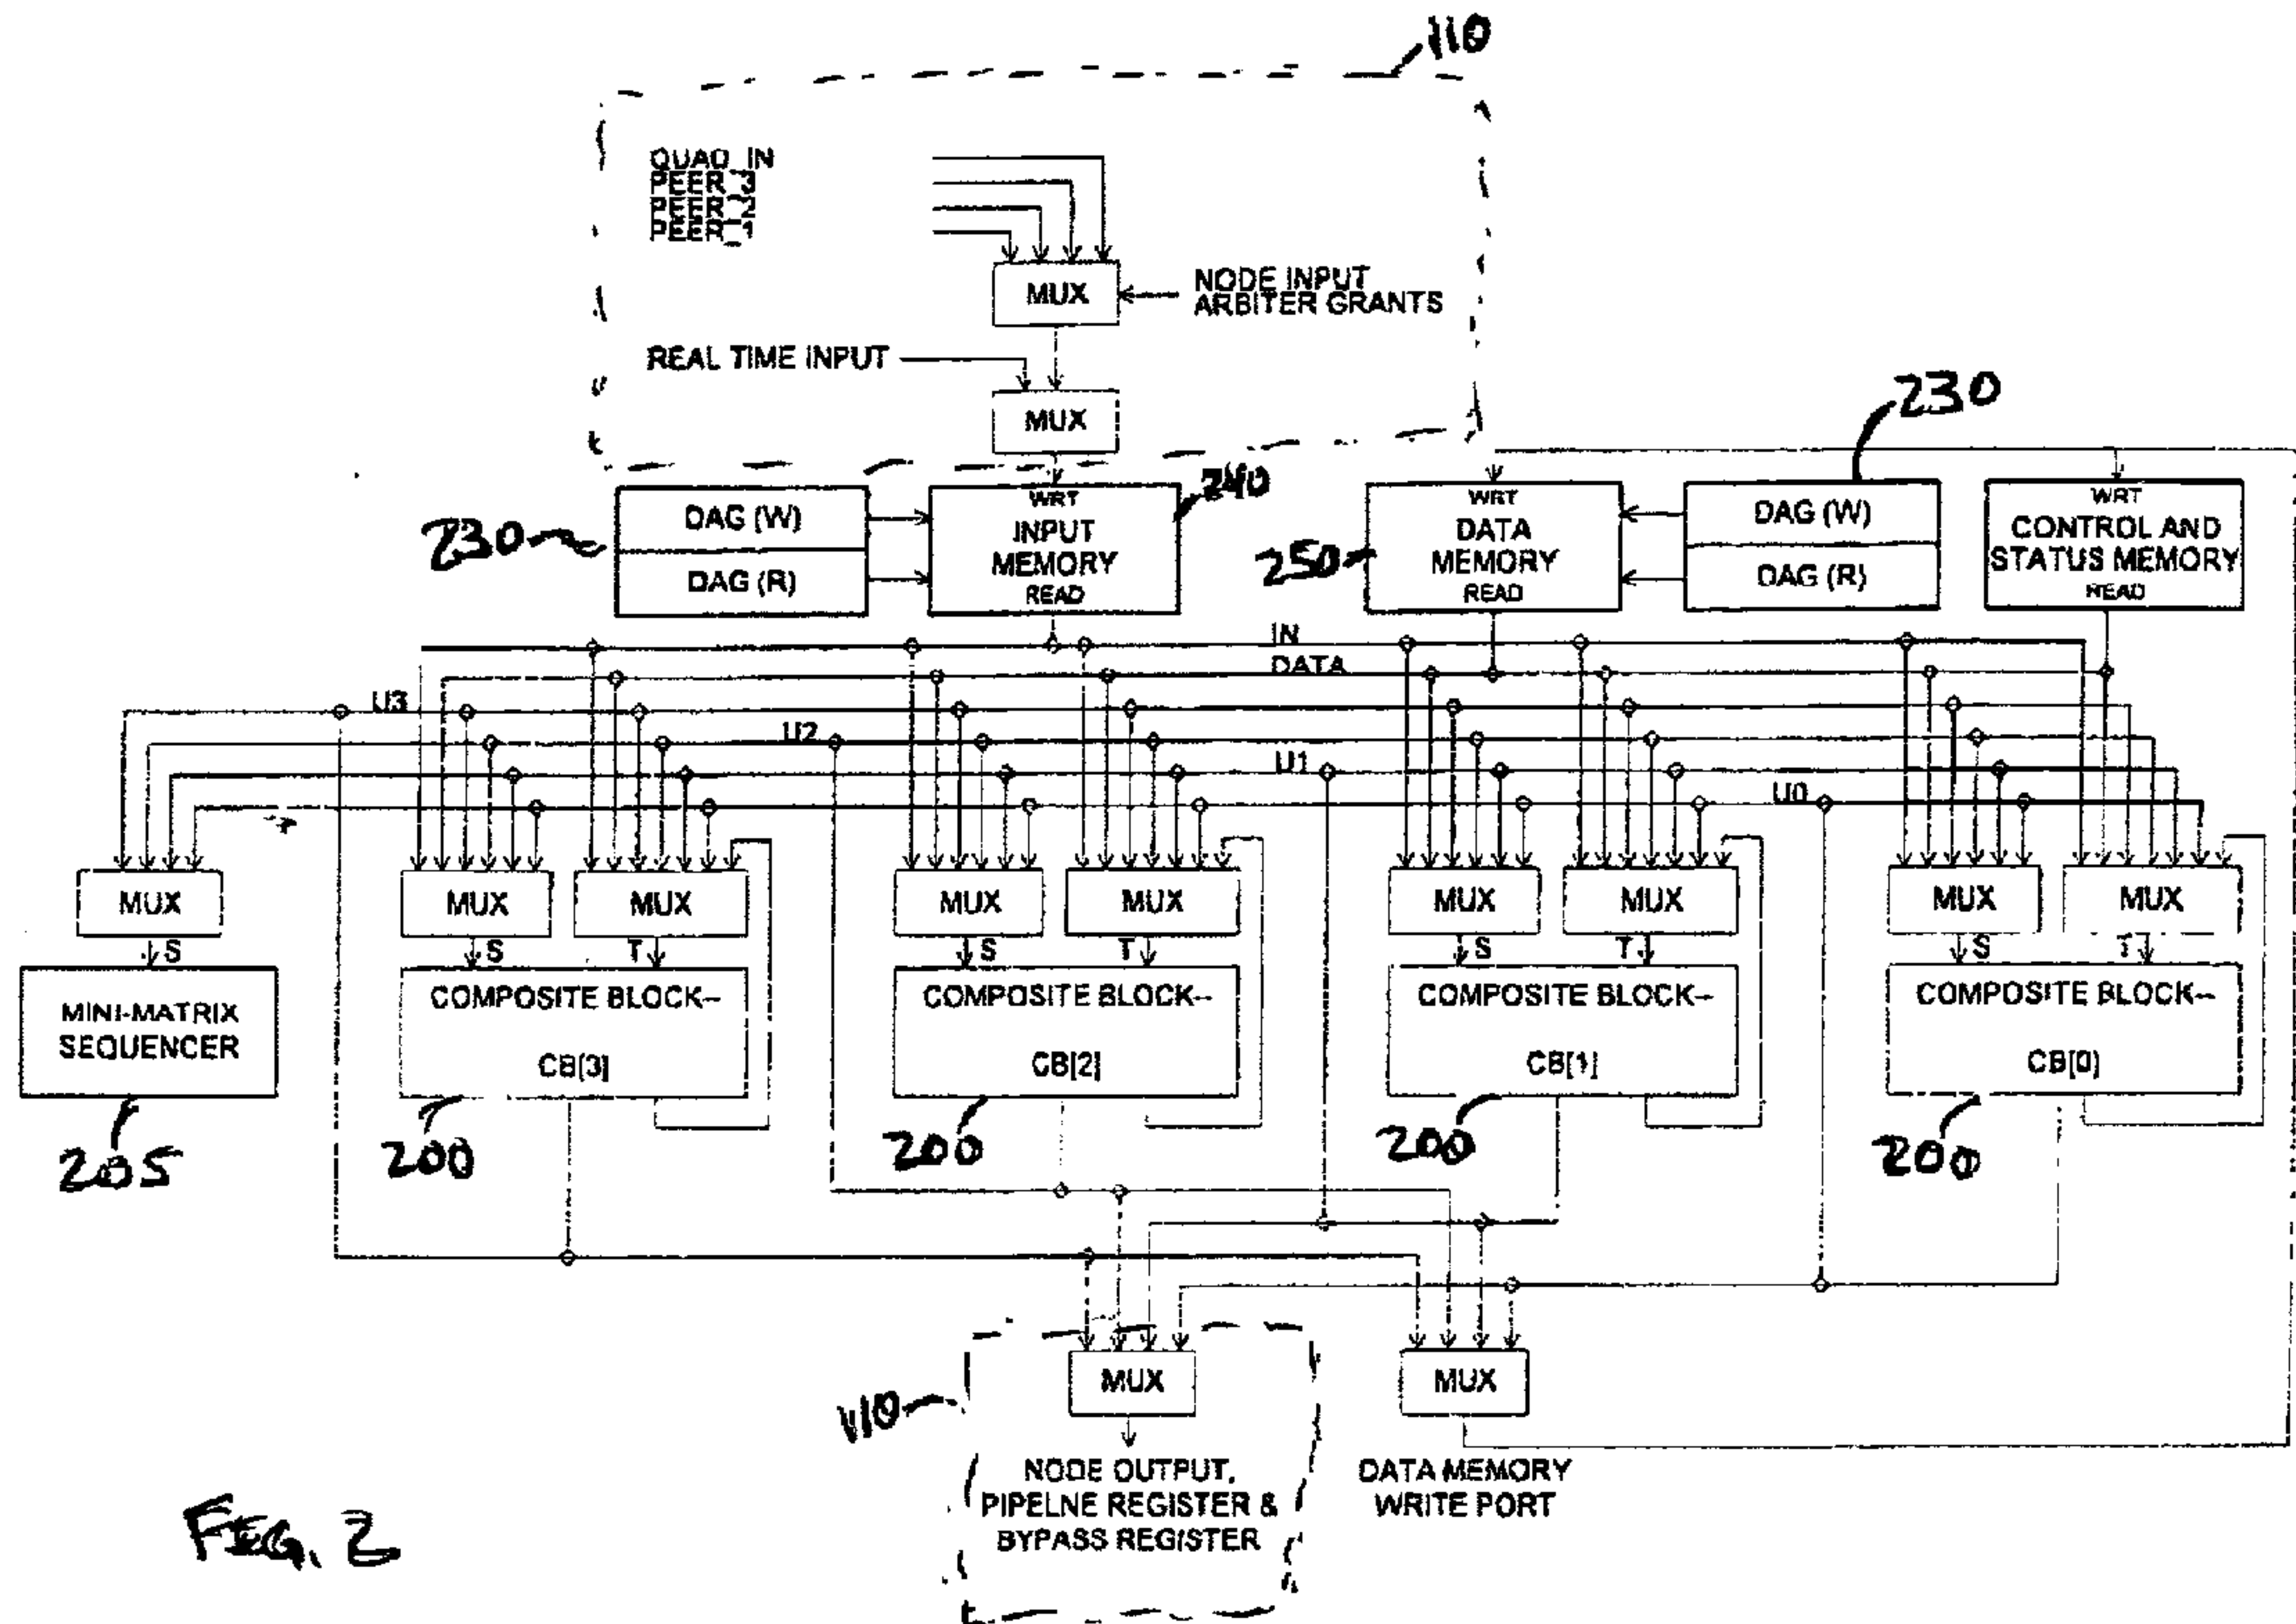 110
QUAD_IN
PEER_3
PEER_2
PEER_1
MUX
NODE INPUT
ARBITER GRANTS
REAL TIME INPUT
MUX
230
DAG (W)
DAG (R)
230
WRT
INPUT
MEMORY
READ
240
250
WRT
DATA
MEMORY
READ
DAG (W)
DAG (R)
WRT
CONTROL AND
STATUS MEMORY
READ
IN
DATA
U3
U2
U1
U0
MUX
MUX
MUX
MUX
MUX
MUX
MUX
MUX
MUX
S
S
T
S
T
S
T
S
T
MINI-MATRIX
SEQUENCER
COMPOSITE BLOCK--
CB[3]
COMPOSITE BLOCK--
CB[2]
COMPOSITE BLOCK--
CB[1]
COMPOSITE BLOCK--
CB[0]
205
200
200
200
200
MUX
MUX
110
NODE OUTPUT,
PIPELNE REGISTER &
BYPASS REGISTER
DATA MEMORY
WRITE PORT
FIG. 2